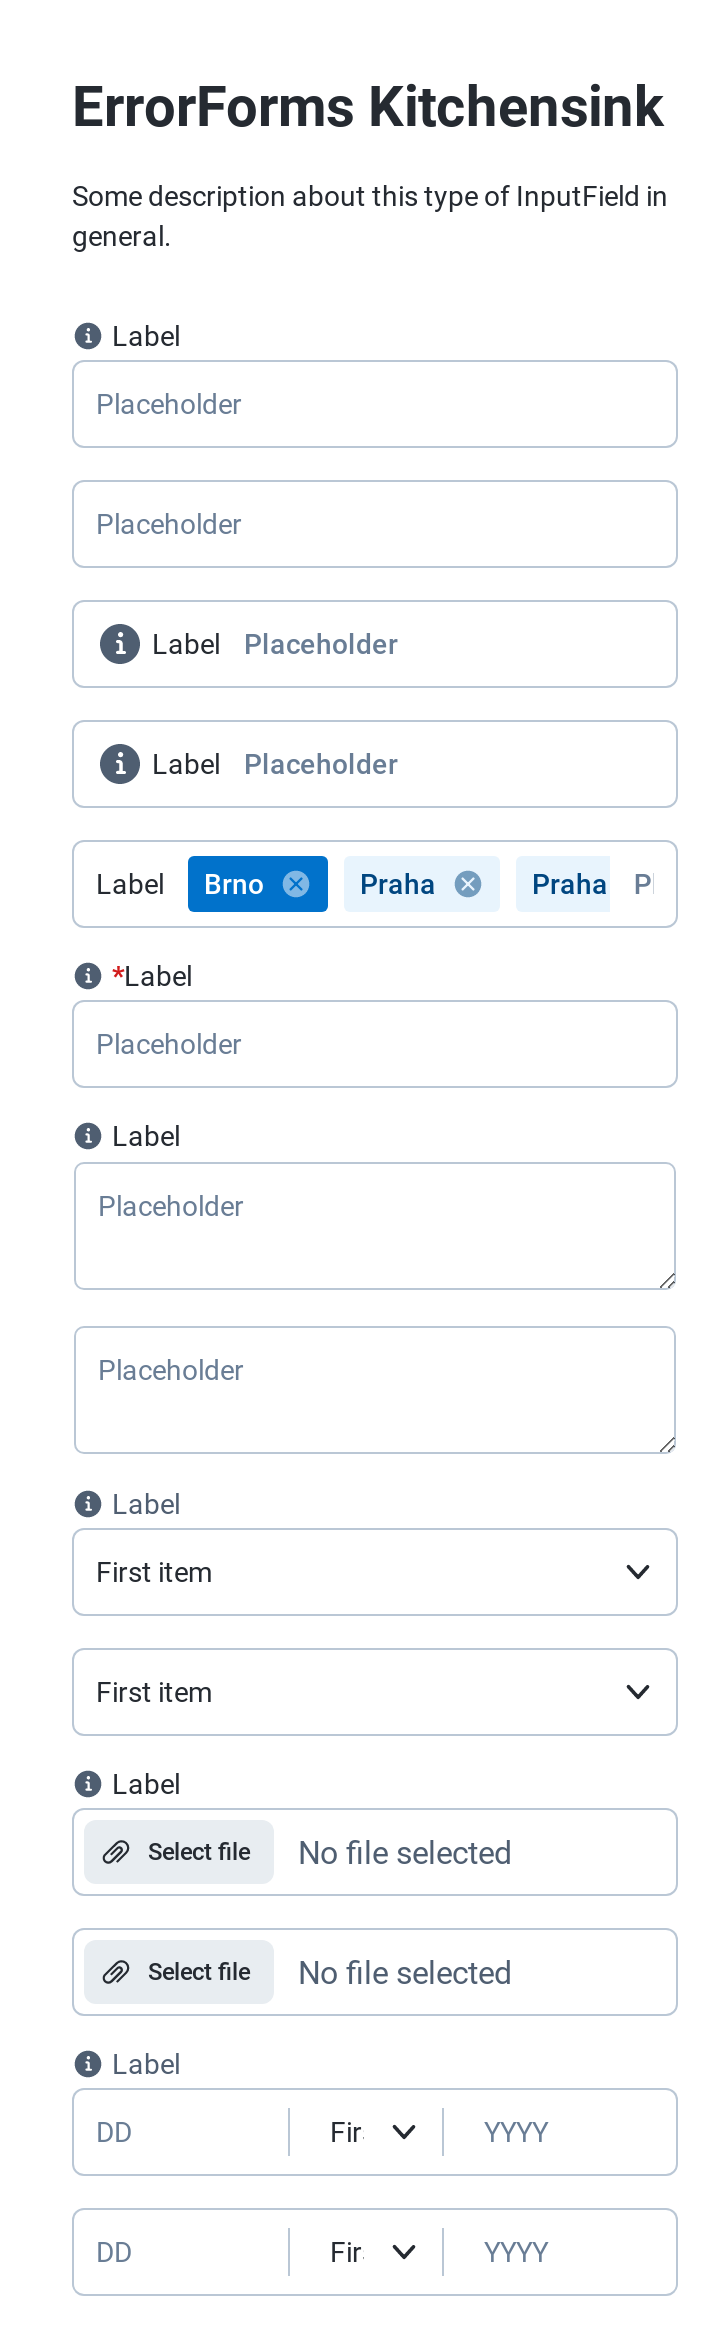 ErrorForms Kitchensink
Some description about this type of InputField in
general.
Label
Placeholder
Placeholder
Label Placeholder
Label Placeholder
Label Brno Praha Praha
*Label
Placeholder
Label
Placeholder
Placeholder
Label
First item
First item
Label
Select file No file selected
Select file No file selected
Label
DD Fir YYYY
DD Fir YYYY